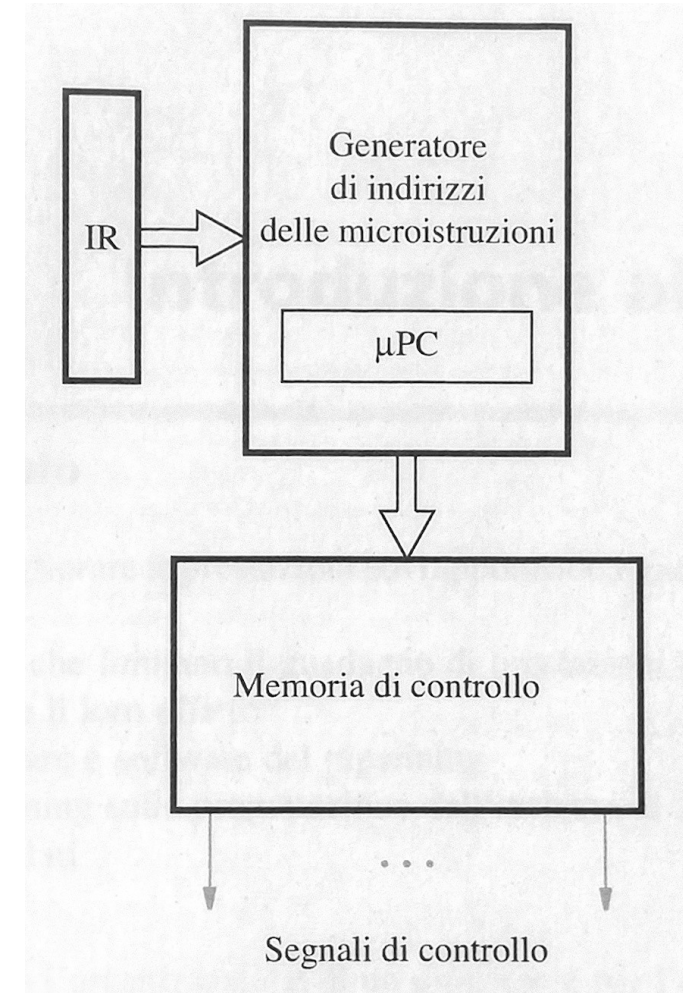 Generatore
di indirizzi
delle microistruzioni
IR
μPC
Memoria di controllo
...
Segnali di controllo